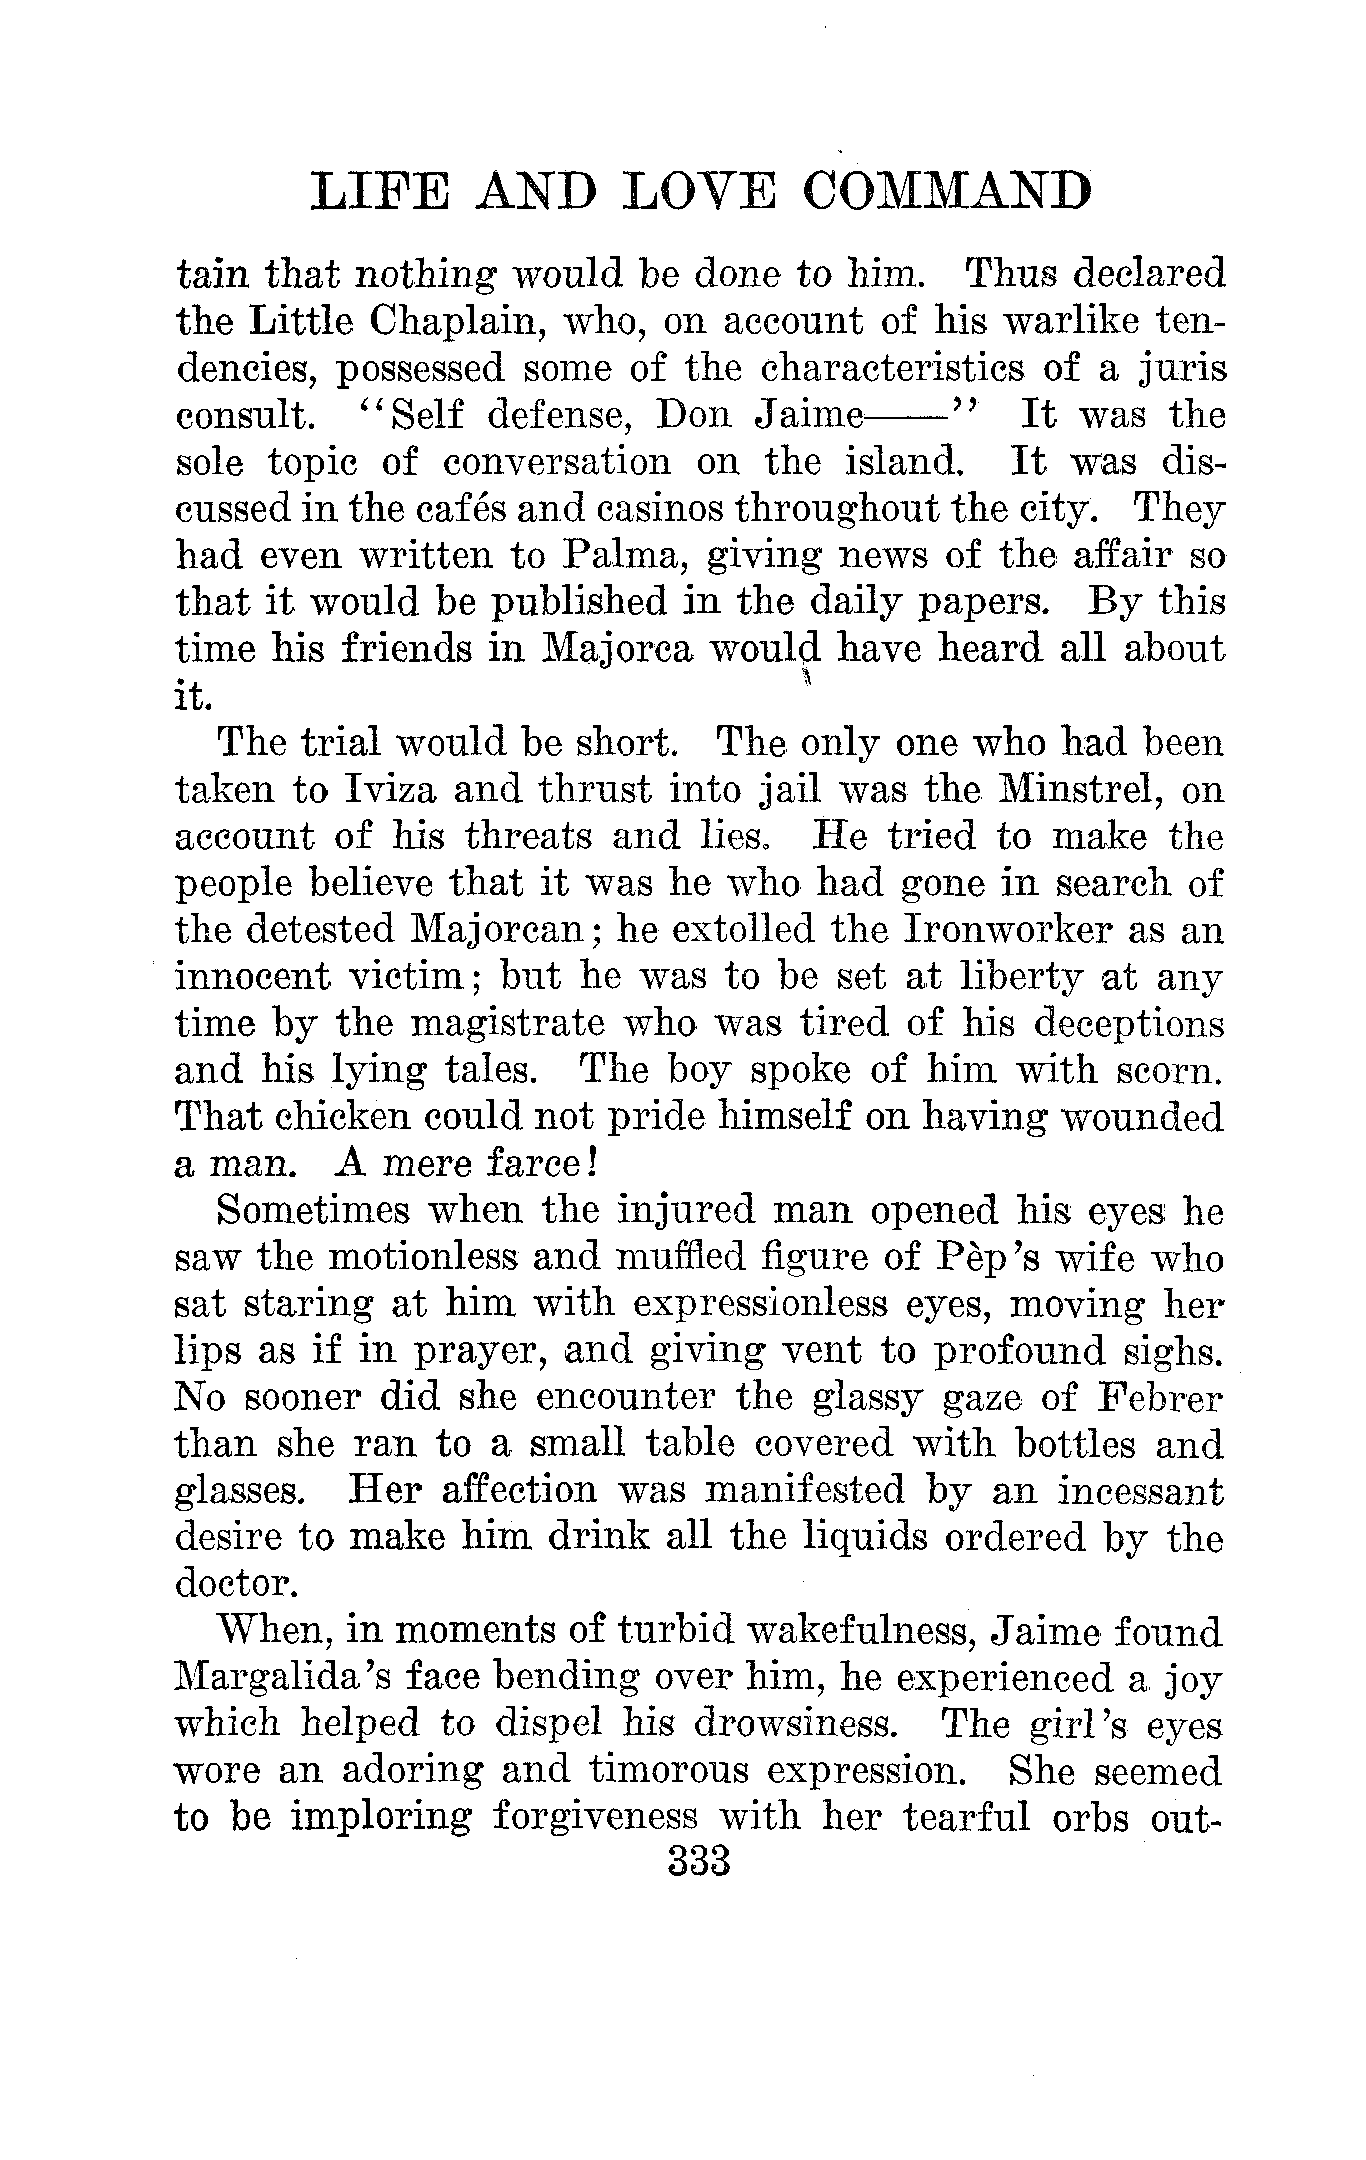 LIFE AND LOVE COMMAND
tain that nothing would be done to him. Thus declared
the Little Chaplain, who, on account of his warlike ten-
dencies, possessed some of the characteristics of a juris
consult. "Self defense, Don Jaime——" It was the
sole topic of conversation on the island. It was dis-
cussed in the cafés and casinos throughout the city. They
had even written to Palma, giving news of the affair so
that it would be published in the daily papers. By this
time his friends in Majorca would have heard all about
it.
The trial would be short. The only one who had been
taken to Iviza and thrust into jail was the Minstrel, on
account of his threats and lies. He tried to make the
people believe that it was he who had gone in search of
the detested Majorcan; he extolled the Ironworker as an
innocent victim; but he was to be set at liberty at any
time by the magistrate who was tired of his deceptions
and his lying tales. The boy spoke of him with scorn.
That chicken could not pride himself on having wounded
a man. A mere farce!
Sometimes when the injured man opened his eyes he
saw the motionless and muffled figure of Pèp's wife who
sat staring at him with expressionless eyes, moving her
lips as if in prayer, and giving vent to profound sighs.
No sooner did she encounter the glassy gaze of Febrer
than she ran to a small table covered with bottles and
glasses. Her affection was manifested by an incessant
desire to make him drink all the liquids ordered by the
doctor.
When, in moments of turbid wakefulness, Jaime found
Margalida's face bending over him, he experienced a joy
which helped to dispel his drowsiness. The girl's eyes
wore an adoring and timorous expression. She seemed
to be imploring forgiveness with her tearful orbs out-
333